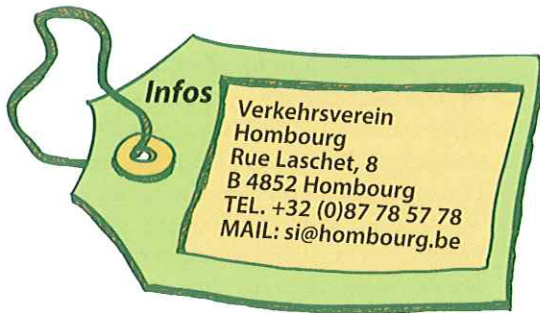 Infos
Verkehrsverein
Hombourg
Rue Laschet, 8
B 4852 Hombourg
TEL. +32 (0)87 78 57 78
MAIL: si@hombourg.be